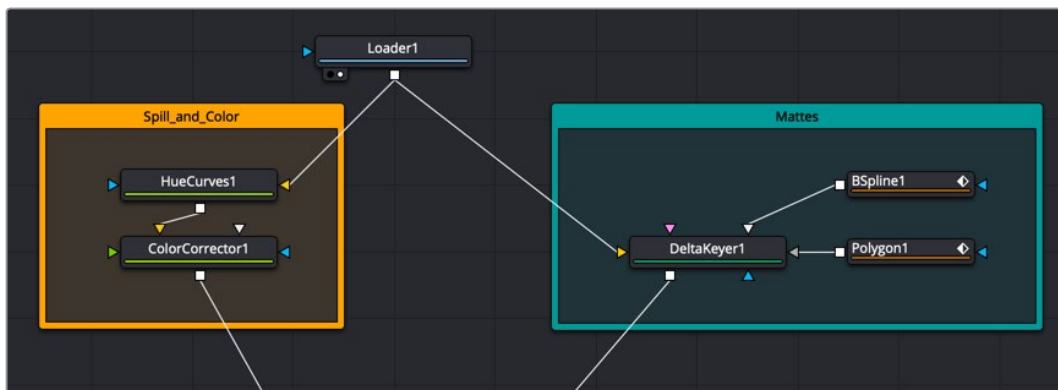 Loader1
Spill_and_Color
Mattes
HueCurves1
BSpline1
ColorCorrector1
DeltaKeyer1
Polygon1